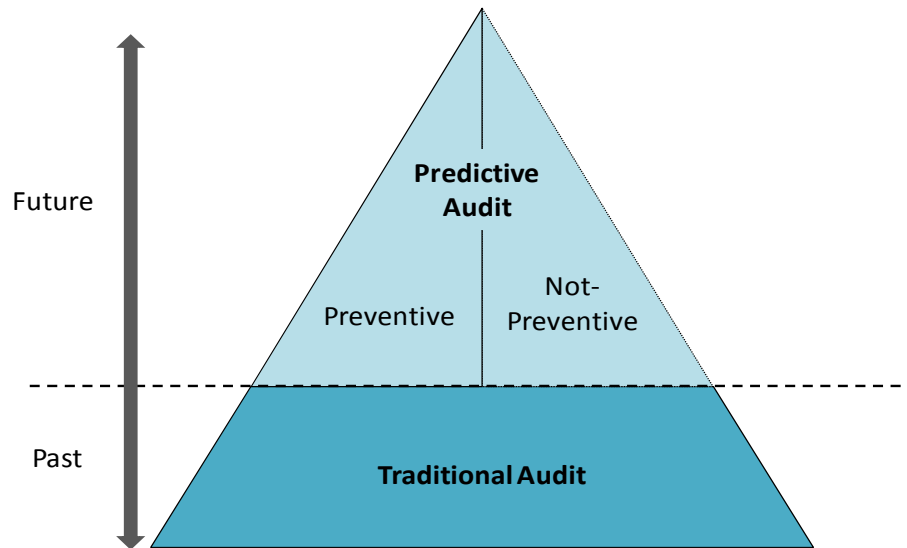 Future
Predictive
Audit
Preventive
Not-
Preventive
Past
Traditional Audit